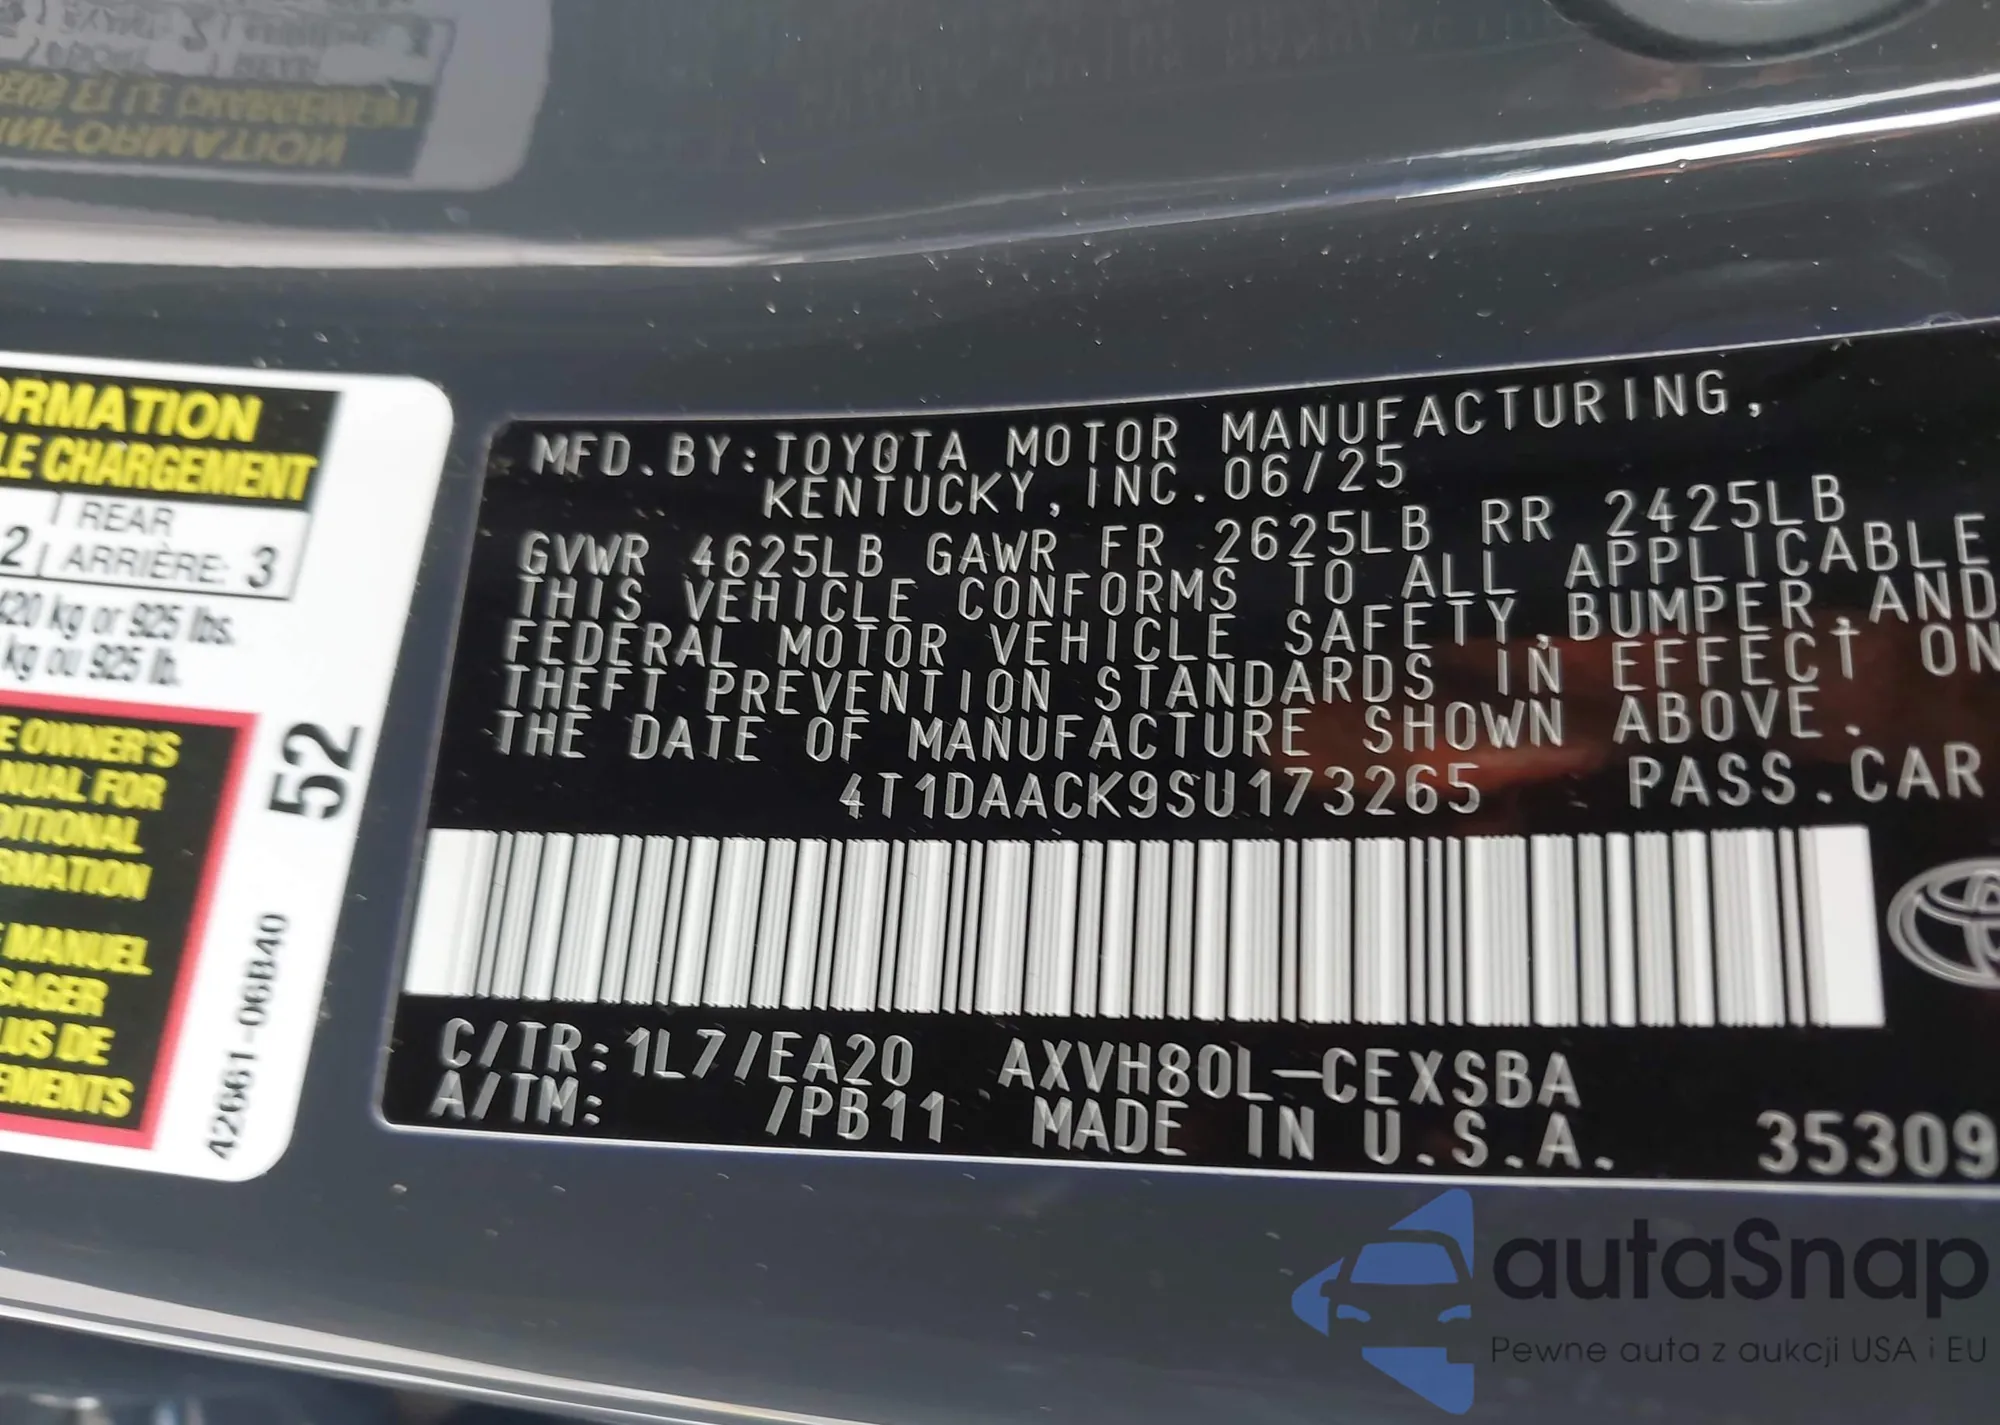 ORMATION
LE CHARGEMENT
REAR
2 ARRIÈRE: 3
420 kg or 925 lbs.
kg ou 925 lb.
E OWNER'S
NUAL FOR
DITIONAL
RMATION
MANUEL
SAGER
LUS DE
EMENTS
52
42661-06B40
MFD.BY:TOYOTA MOTOR MANUFACTURING,
KENTUCKY,INC.06/25
GVWR 4625LB GAWR FR 2625LB RR 2425LB
THIS VEHICLE CONFORMS TO ALL APPLICABLE
FEDERAL MOTOR VEHICLE SAFETY,BUMPER,AND
THEFT PREVENTION STANDARDS IN EFFECT ON
THE DATE OF MANUFACTURE SHOWN ABOVE.
4T1DAACK9SU173265 PASS.CAR
C/TR:1L7/EA20 AXVH80L-CEXSBA
A/TM: /PB11 MADE IN U.S.A. 35309
autaSnap
Pewne auta z aukcji USA i EU